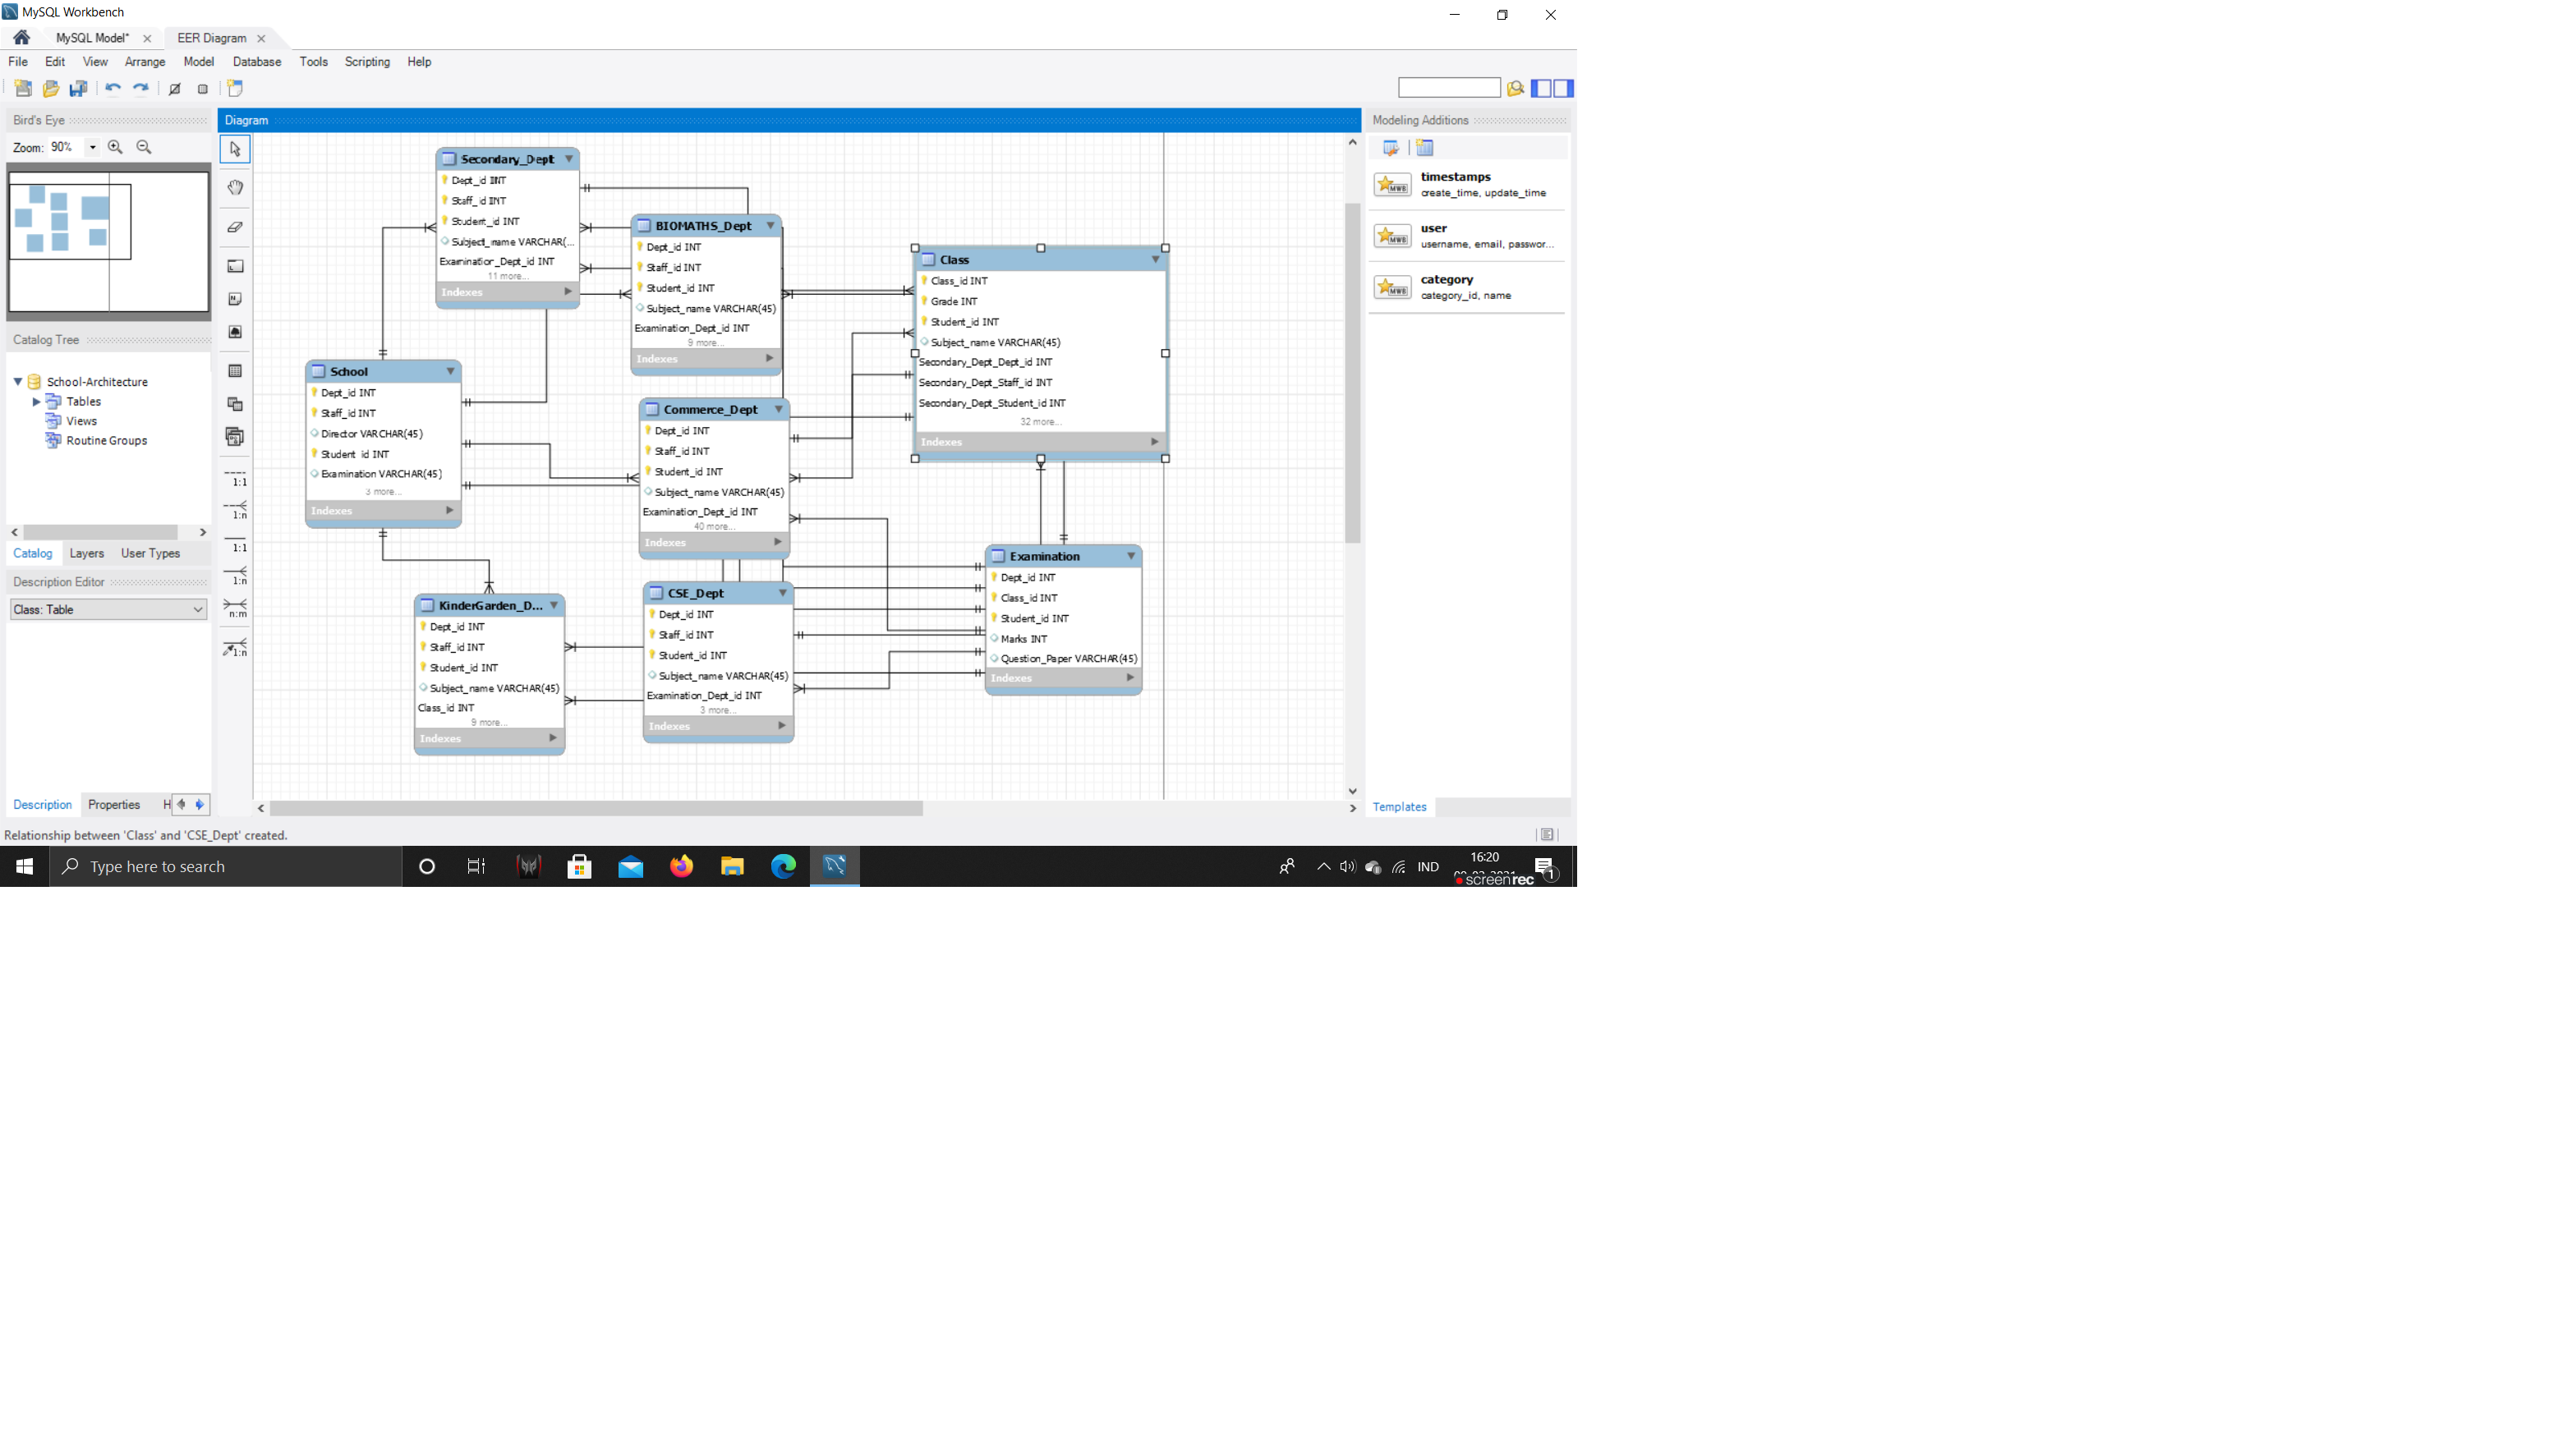 MySQL Workbench
MySQL Model*
EER Diagram
File Edit View Arrange Model Database Tools Scripting Help
Bird's Eye
Zoom: 90%
Catalog Tree
School-Architecture
Tables
Views
Routine Groups
Catalog Layers User Types
Description Editor
Class: Table
Description Properties H
1:1
1:n
1:1
1:n
n:m
1:n
Diagram
Secondary_Dept
Dept_id INT
Staff_id INT
Student_id INT
Subject_name VARCHAR(...
Examination_Dept_id INT
11 more...
Indexes
BIOMATHS_Dept
Dept_id INT
Staff_id INT
Student_id INT
Subject_name VARCHAR(45)
Examination_Dept_id INT
9 more...
Indexes
Class
Class_id INT
Grade INT
Student_id INT
Subject_name VARCHAR(45)
Secondary_Dept_Dept_id INT
Secondary_Dept_Staff_id INT
Secondary_Dept_Student_id INT
32 more...
Indexes
School
Dept_id INT
Staff_id INT
Director VARCHAR(45)
Student_id INT
Examination VARCHAR(45)
3 more...
Indexes
Commerce_Dept
Dept_id INT
Staff_id INT
Student_id INT
Subject_name VARCHAR(45)
Examination_Dept_id INT
40 more...
Indexes
Examination
Dept_id INT
Class_id INT
Student_id INT
Marks INT
Question_Paper VARCHAR(45)
Indexes
KinderGarden_D...
Dept_id INT
Staff_id INT
Student_id INT
Subject_name VARCHAR(45)
Class_id INT
9 more...
Indexes
CSE_Dept
Dept_id INT
Staff_id INT
Student_id INT
Subject_name VARCHAR(45)
Examination_Dept_id INT
3 more...
Indexes
Modeling Additions
timestamps
create_time, update_time
user
username, email, passwor...
category
category_id, name
Templates
Relationship between 'Class' and 'CSE_Dept' created.
Type here to search
IND
16:20
screenrec
1